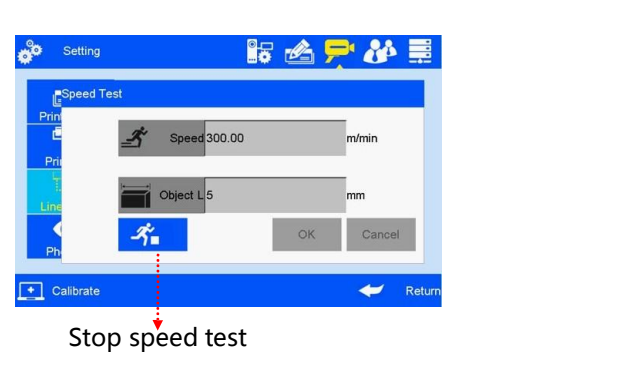 Setting
Speed Test
Prin
Speed 300.00 m/min
Pri
Object L 5 mm
Line
OK Cancel
Ph
Calibrate Return
Stop speed test